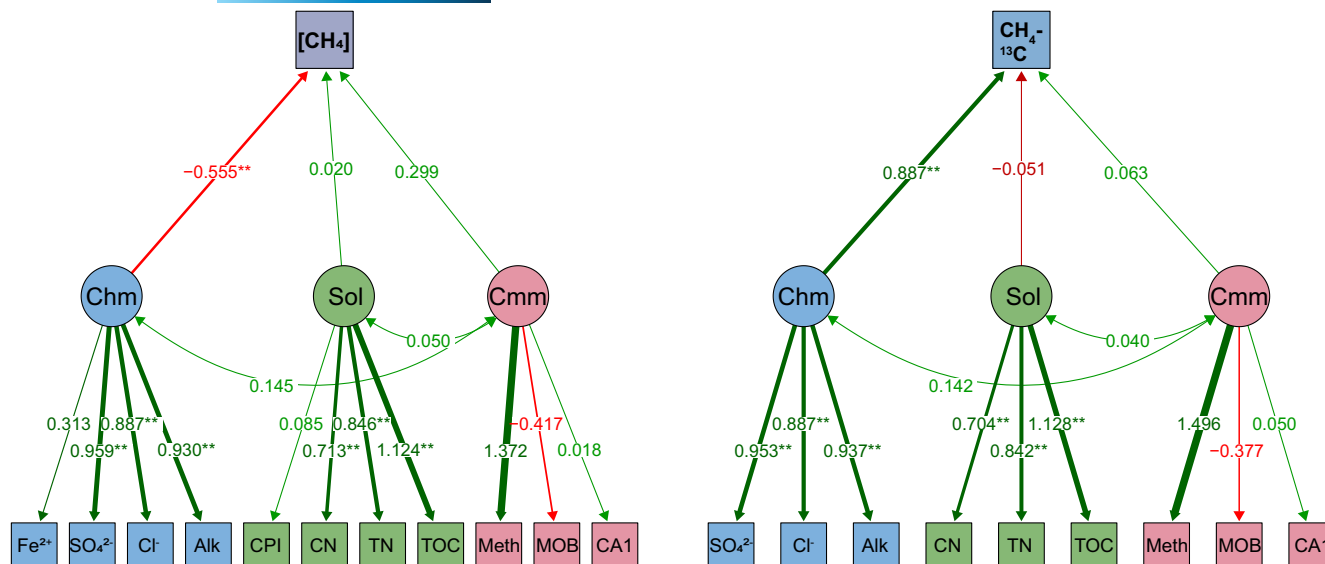 [CH₄]
CH₄-
¹³C
−0.555**
0.020
0.299
0.887**
−0.051
0.063
Chm
Sol
Cmm
Chm
Sol
Cmm
0.050
0.145
0.040
0.142
0.313
0.959**
0.887**
0.930**
0.085
0.713**
0.846**
1.124**
1.372
−0.417
0.018
0.953**
0.887**
0.937**
0.704**
0.842**
1.128**
1.496
−0.377
0.050
Fe²⁺
SO₄²⁻
Cl⁻
Alk
CPI
CN
TN
TOC
Meth
MOB
CA1
SO₄²⁻
Cl⁻
Alk
CN
TN
TOC
Meth
MOB
CA1